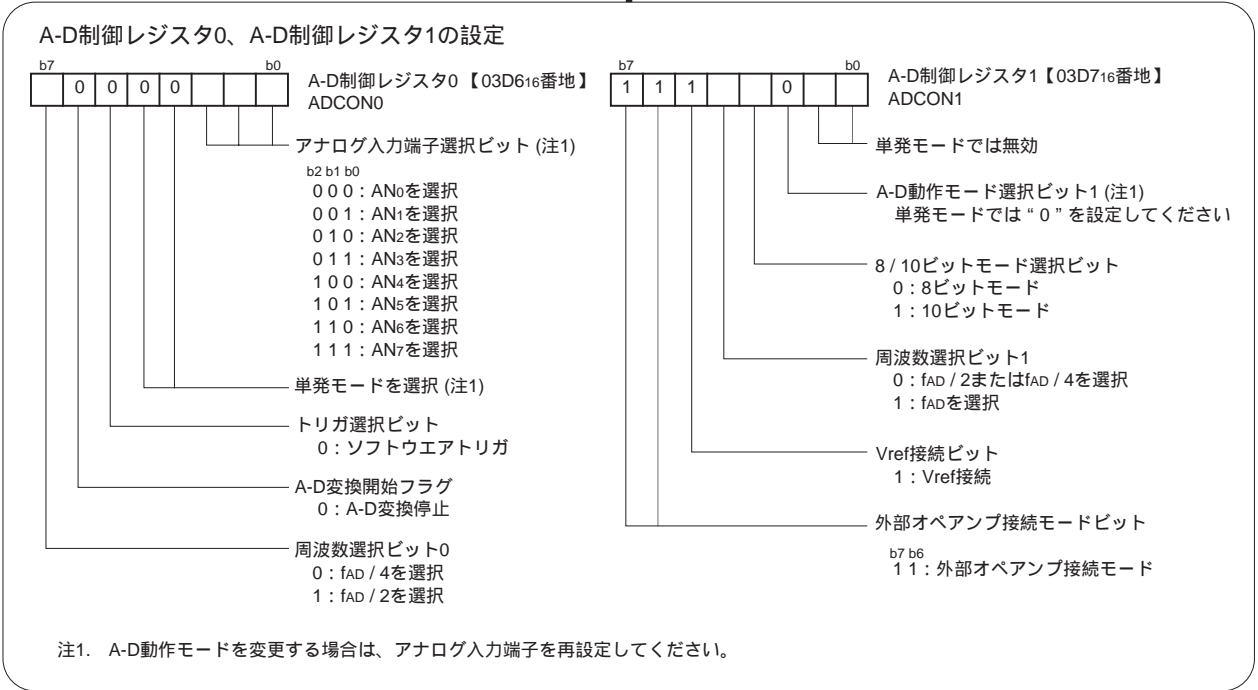 A-D制御レジスタ0、A-D制御レジスタ1の設定
b7 b0
0 0 0 0
A-D制御レジスタ0 【03D616番地】
ADCON0
アナログ入力端子選択ビット (注1)
b2 b1 b0
0 0 0 : AN0を選択
0 0 1 : AN1を選択
0 1 0 : AN2を選択
0 1 1 : AN3を選択
1 0 0 : AN4を選択
1 0 1 : AN5を選択
1 1 0 : AN6を選択
1 1 1 : AN7を選択
単発モードを選択 (注1)
トリガ選択ビット
0 : ソフトウエアトリガ
A-D変換開始フラグ
0 : A-D変換停止
周波数選択ビット0
0 : fAD / 4を選択
1 : fAD / 2を選択
b7 b0
1 1 1 0
A-D制御レジスタ1 【03D716番地】
ADCON1
単発モードでは無効
A-D動作モード選択ビット1 (注1)
単発モードでは “ 0 ” を設定してください
8 / 10ビットモード選択ビット
0 : 8ビットモード
1 : 10ビットモード
周波数選択ビット1
0 : fAD / 2またはfAD / 4を選択
1 : fADを選択
Vref接続ビット
1 : Vref接続
外部オペアンプ接続モードビット
b7 b6
1 1 : 外部オペアンプ接続モード
注1. A-D動作モードを変更する場合は、アナログ入力端子を再設定してください。